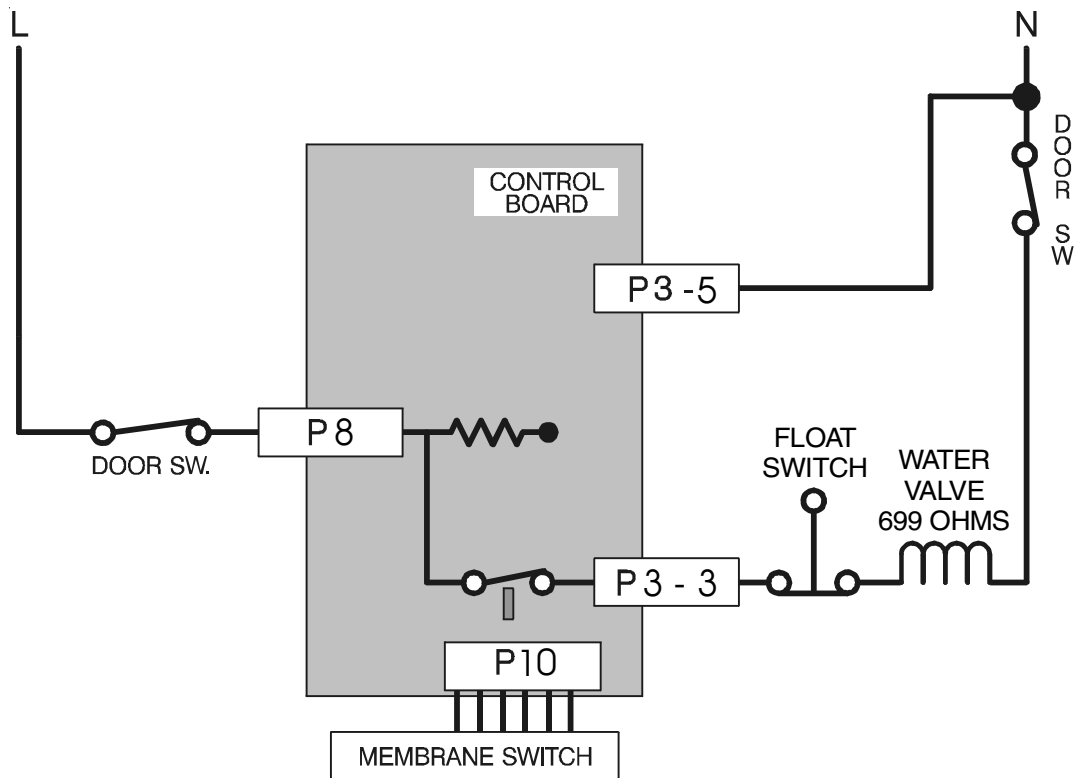 L
N
DOOR SW
CONTROL
BOARD
P3-5
P8
DOOR SW.
FLOAT
SWITCH
WATER
VALVE
699 OHMS
P3-3
P10
MEMBRANE SWITCH